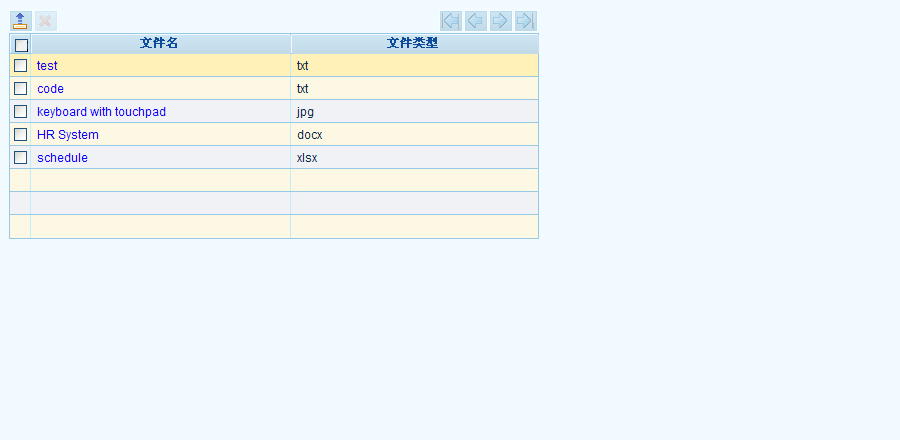 文件名 文件类型
test txt
code txt
keyboard with touchpad jpg
HR System docx
schedule xlsx